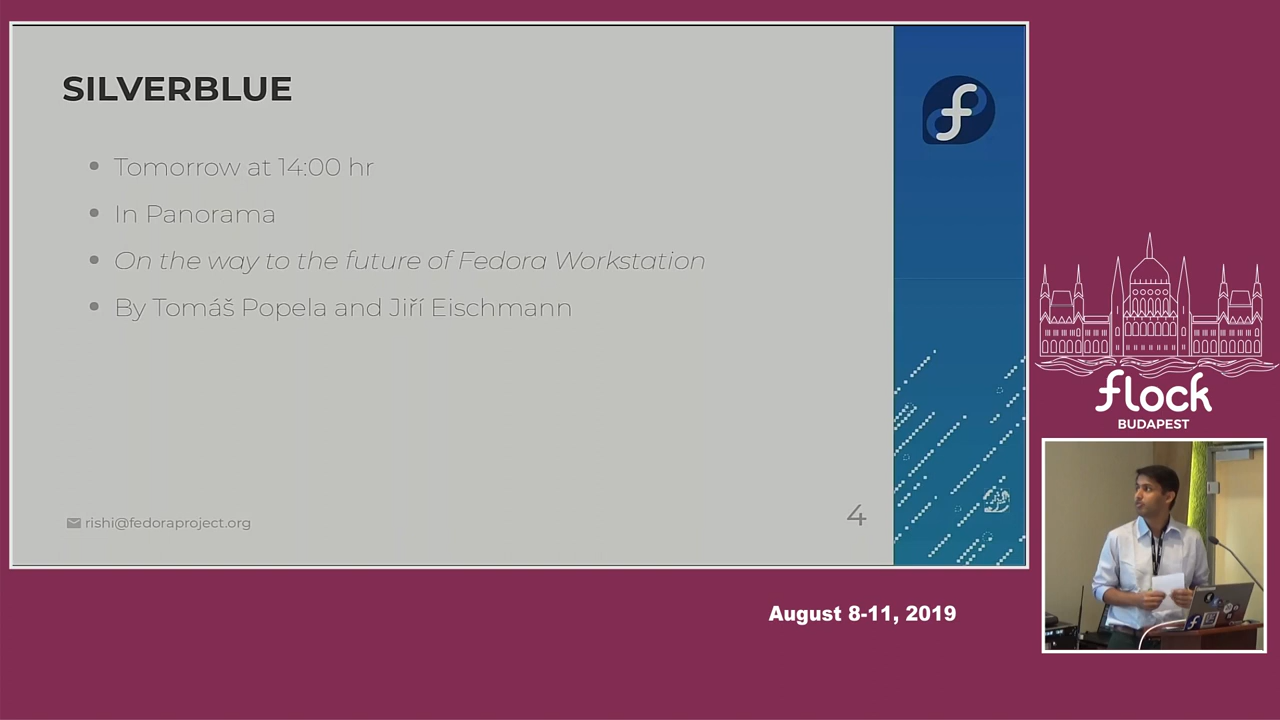 SILVERBLUE
Tomorrow at 14:00 hr
In Panorama
On the way to the future of Fedora Workstation
By Tomáš Popela and Jiří Eischmann
rishi@fedoraproject.org
4
flock
BUDAPEST
August 8-11, 2019